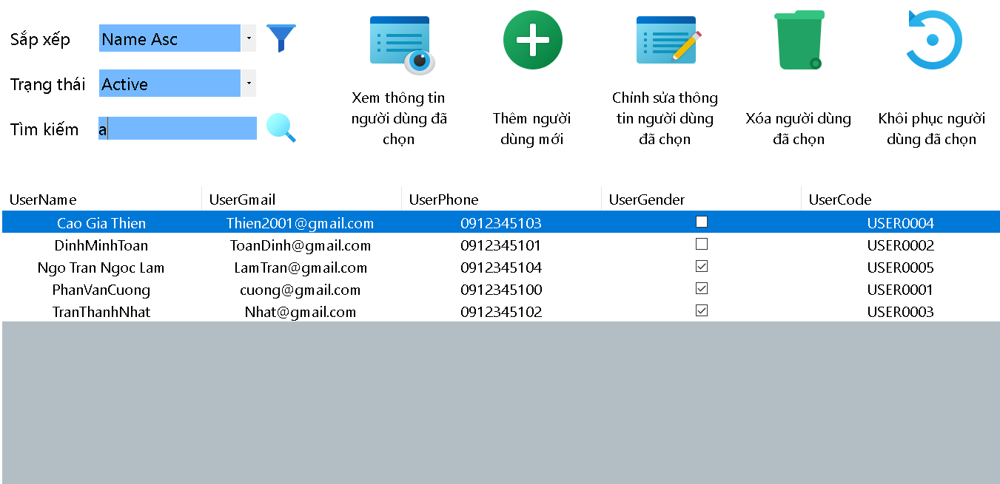 Sắp xếp
Name Asc
Trạng thái
Active
Tìm kiếm
a
Xem thông tin
người dùng đã
chọn
Thêm người
dùng mới
Chỉnh sửa thông
tin người dùng
đã chọn
Xóa người dùng
đã chọn
Khôi phục người
dùng đã chọn
UserName UserGmail UserPhone UserGender UserCode
Cao Gia Thien Thien2001@gmail.com 0912345103 USER0004
DinhMinhToan ToanDinh@gmail.com 0912345101 USER0002
Ngo Tran Ngoc Lam LamTran@gmail.com 0912345104 USER0005
PhanVanCuong cuong@gmail.com 0912345100 USER0001
TranThanhNhat Nhat@gmail.com 0912345102 USER0003